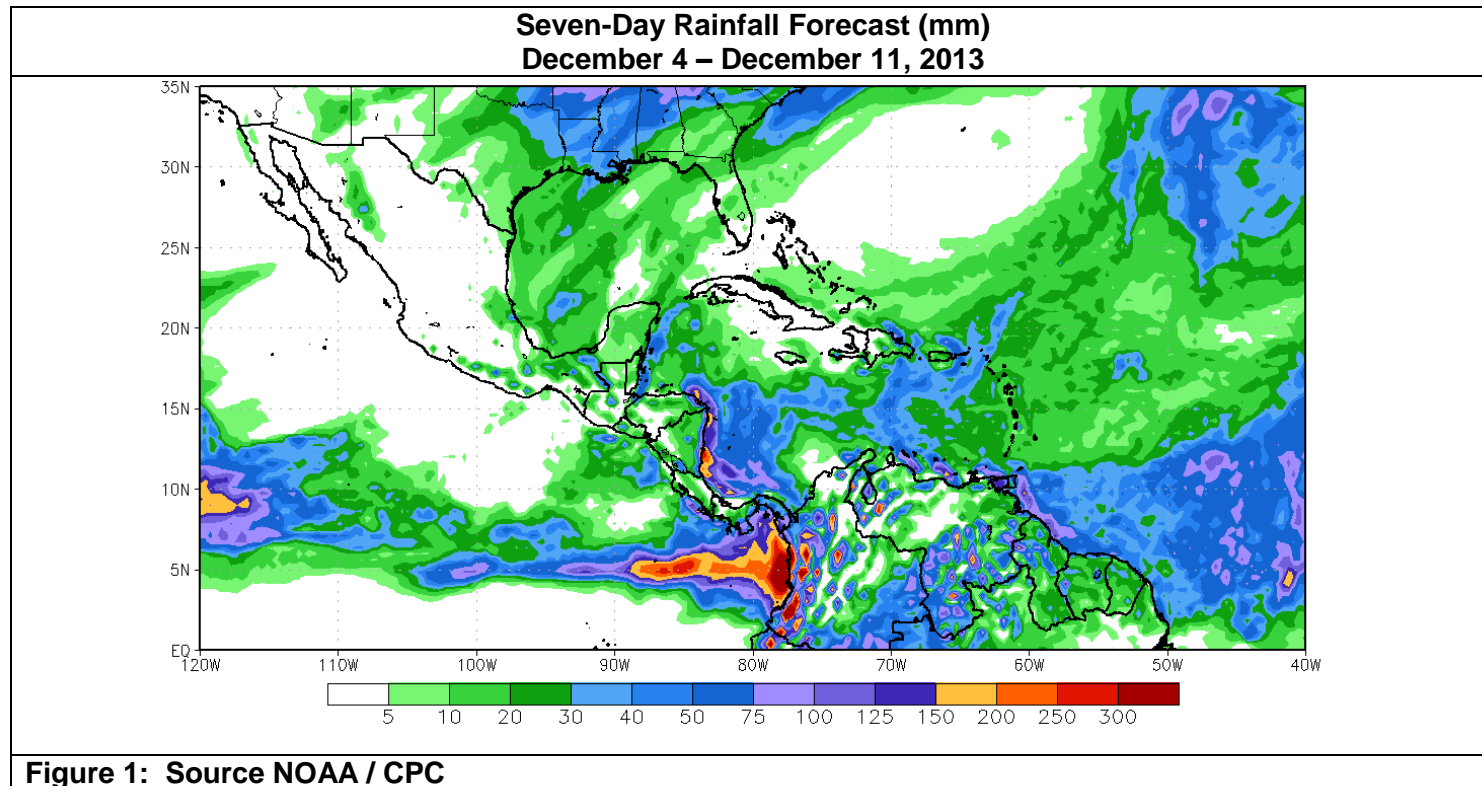 Seven-Day Rainfall Forecast (mm)
December 4 – December 11, 2013
35N
30N
25N
20N
15N
10N
5N
EQ
120W 110W 100W 90W 80W 70W 60W 50W 40W
5 10 20 30 40 50 75 100 125 150 200 250 300
Figure 1: Source NOAA / CPC